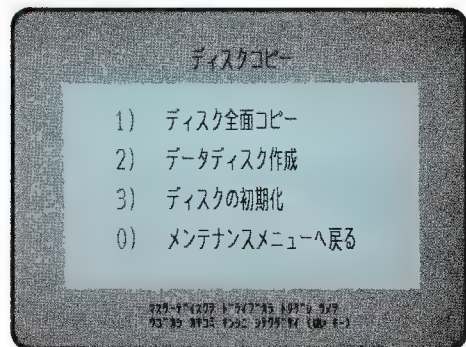 ディスクコピー
1) ディスク全面コピー
2) データディスク作成
3) ディスクの初期化
0) メンテナンスメニューへ戻る